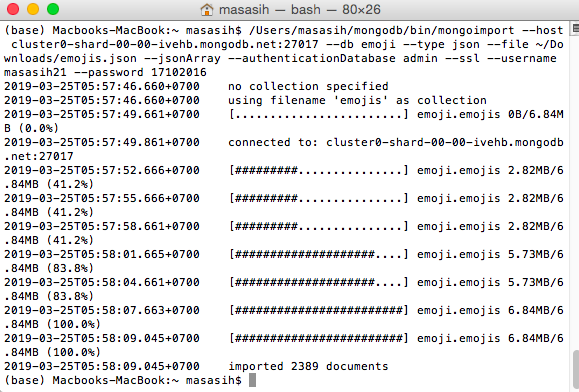 masasih — bash — 80×26
(base) Macbooks-MacBook:~ masasih$ /Users/masasih/mongodb/bin/mongoimport --host
 cluster0-shard-00-00-ivehb.mongodb.net:27017 --db emoji --type json --file ~/Do
wnloads/emojis.json --jsonArray --authenticationDatabase admin --ssl --username
masasih21 --password 17102016
2019-03-25T05:57:46.660+0700    no collection specified
2019-03-25T05:57:46.660+0700    using filename 'emojis' as collection
2019-03-25T05:57:49.661+0700    [........................] emoji.emojis 0B/6.84M
B (0.0%)
2019-03-25T05:57:49.861+0700    connected to: cluster0-shard-00-00-ivehb.mongodb
.net:27017
2019-03-25T05:57:52.666+0700    [#########...............] emoji.emojis 2.82MB/6
.84MB (41.2%)
2019-03-25T05:57:55.666+0700    [#########...............] emoji.emojis 2.82MB/6
.84MB (41.2%)
2019-03-25T05:57:58.661+0700    [#########...............] emoji.emojis 2.82MB/6
.84MB (41.2%)
2019-03-25T05:58:01.665+0700    [####################....] emoji.emojis 5.73MB/6
.84MB (83.8%)
2019-03-25T05:58:04.661+0700    [####################....] emoji.emojis 5.73MB/6
.84MB (83.8%)
2019-03-25T05:58:07.663+0700    [########################] emoji.emojis 6.84MB/6
.84MB (100.0%)
2019-03-25T05:58:09.045+0700    [########################] emoji.emojis 6.84MB/6
.84MB (100.0%)
2019-03-25T05:58:09.045+0700    imported 2389 documents
(base) Macbooks-MacBook:~ masasih$